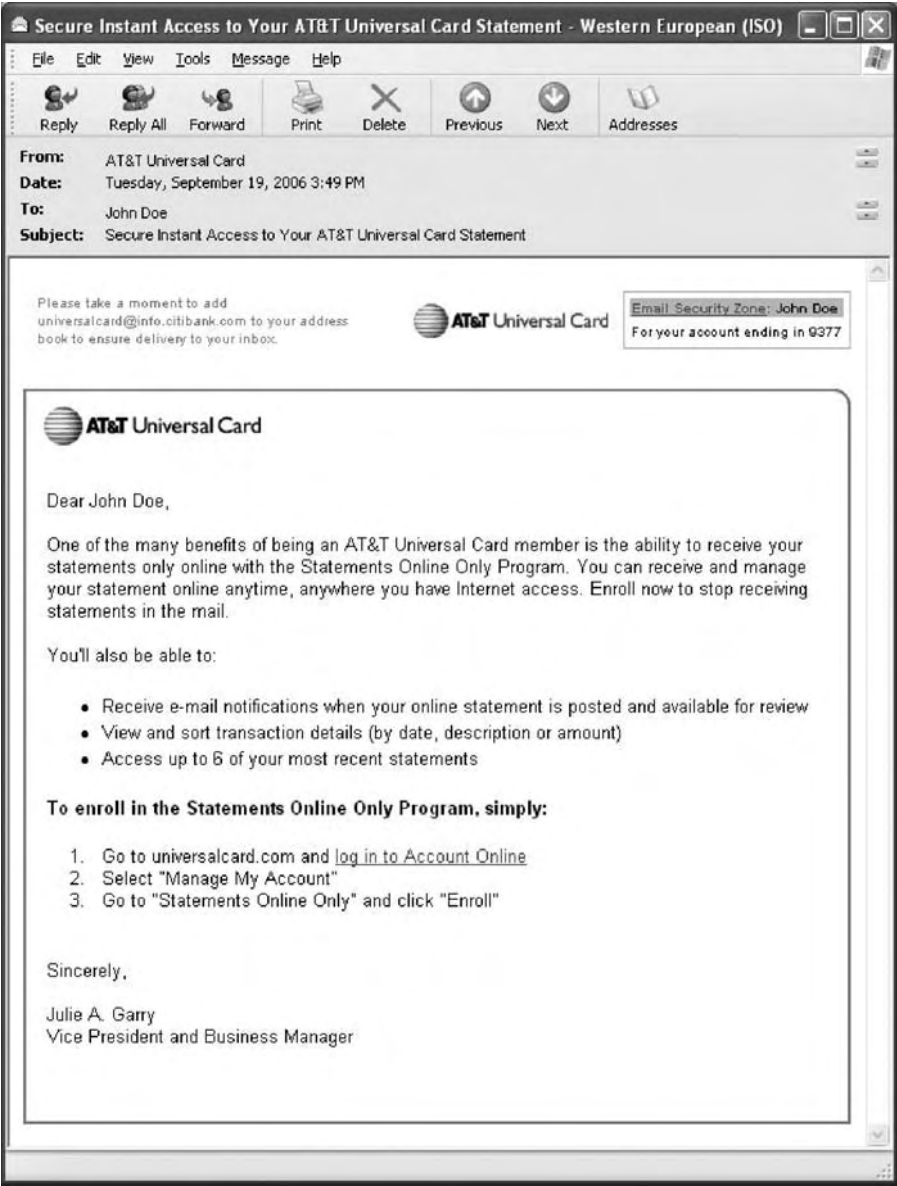 Secure Instant Access to Your AT&T Universal Card Statement - Western European (ISO)
File Edit View Tools Message Help
Reply Reply All Forward Print Delete Previous Next Addresses
From: AT&T Universal Card
Date: Tuesday, September 19, 2006 3:49 PM
To: John Doe
Subject: Secure Instant Access to Your AT&T Universal Card Statement
Please take a moment to add
universalcard@info.citibank.com to your address
book to ensure delivery to your inbox.
AT&T Universal Card
Email Security Zone: John Doe
For your account ending in 9377
AT&T Universal Card
Dear John Doe,
One of the many benefits of being an AT&T Universal Card member is the ability to receive your
statements only online with the Statements Online Only Program. You can receive and manage
your statement online anytime, anywhere you have Internet access. Enroll now to stop receiving
statements in the mail.
You'll also be able to:
• Receive e-mail notifications when your online statement is posted and available for review
• View and sort transaction details (by date, description or amount)
• Access up to 6 of your most recent statements
To enroll in the Statements Online Only Program, simply:
1. Go to universalcard.com and log in to Account Online
2. Select "Manage My Account"
3. Go to "Statements Online Only" and click "Enroll"
Sincerely,
Julie A. Garry
Vice President and Business Manager